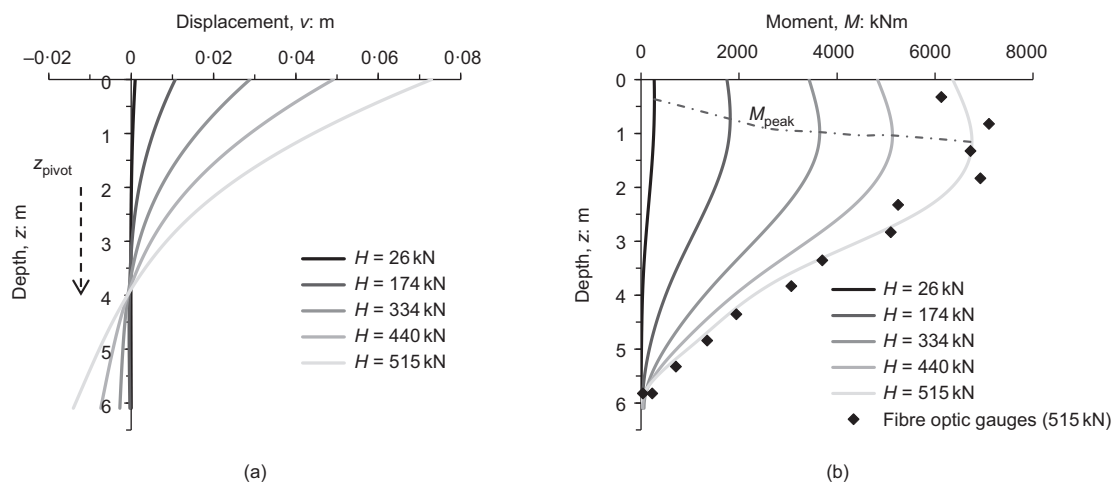 Displacement, v: m
–0·02 0 0·02 0·04 0·06 0·08
0
1
2
3
4
5
6
Depth, z: m
z_pivot
H = 26 kN
H = 174 kN
H = 334 kN
H = 440 kN
H = 515 kN
(a)
Moment, M: kNm
0 2000 4000 6000 8000
0
1
2
3
4
5
6
Depth, z: m
M_peak
H = 26 kN
H = 174 kN
H = 334 kN
H = 440 kN
H = 515 kN
Fibre optic gauges (515 kN)
(b)